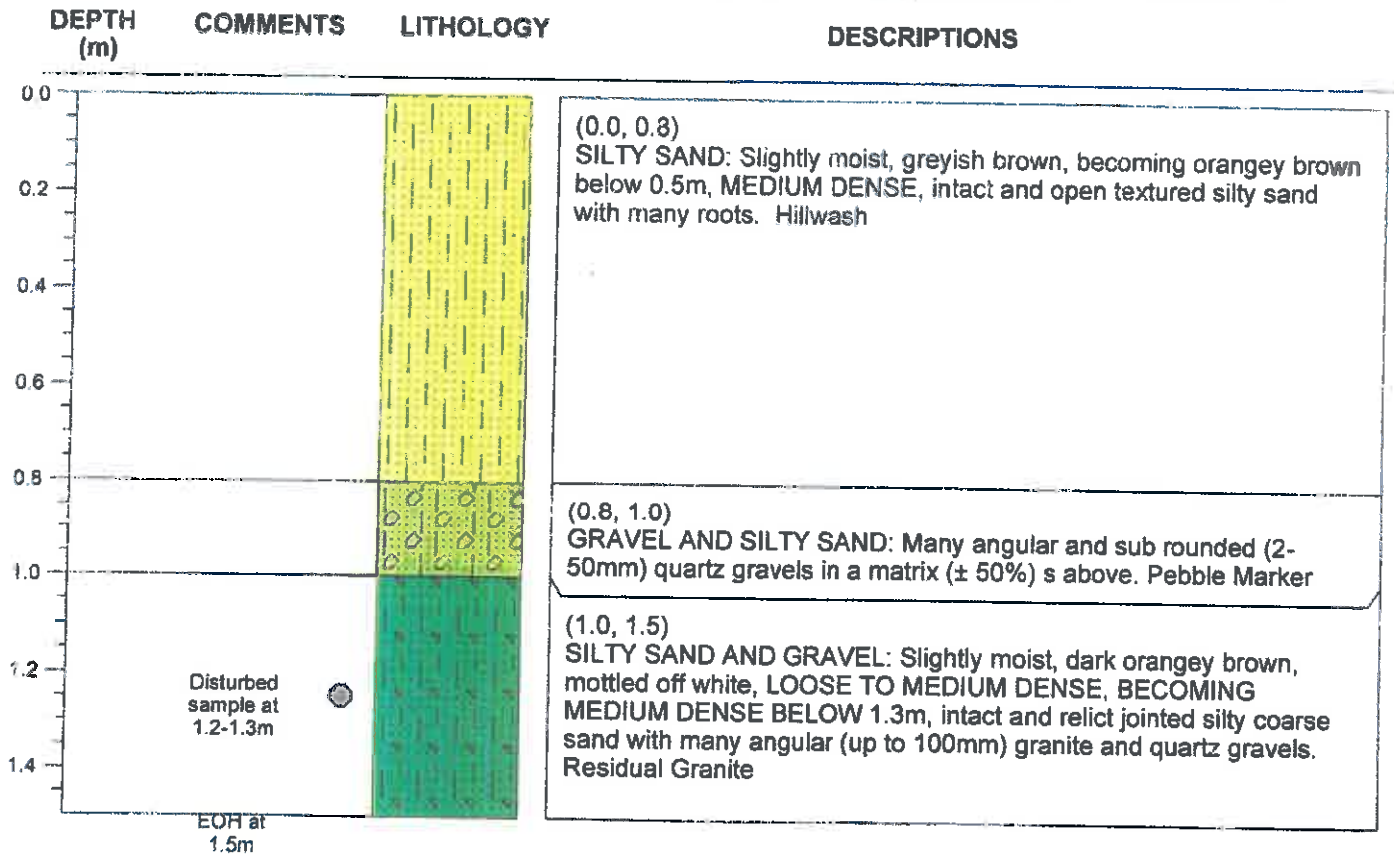 DEPTH
(m)
COMMENTS
LITHOLOGY
DESCRIPTIONS
0.0
0.2
0.4
0.6
0.8
1.0
1.2
1.4
(0.0, 0.8)
SILTY SAND: Slightly moist, greyish brown, becoming orangey brown
below 0.5m, MEDIUM DENSE, intact and open textured silty sand
with many roots. Hillwash
(0.8, 1.0)
GRAVEL AND SILTY SAND: Many angular and sub rounded (2-
50mm) quartz gravels in a matrix (± 50%) s above. Pebble Marker
(1.0, 1.5)
SILTY SAND AND GRAVEL: Slightly moist, dark orangey brown,
mottled off white, LOOSE TO MEDIUM DENSE, BECOMING
MEDIUM DENSE BELOW 1.3m, intact and relict jointed silty coarse
sand with many angular (up to 100mm) granite and quartz gravels.
Residual Granite
Disturbed
sample at
1.2-1.3m
EOH at
1.5m